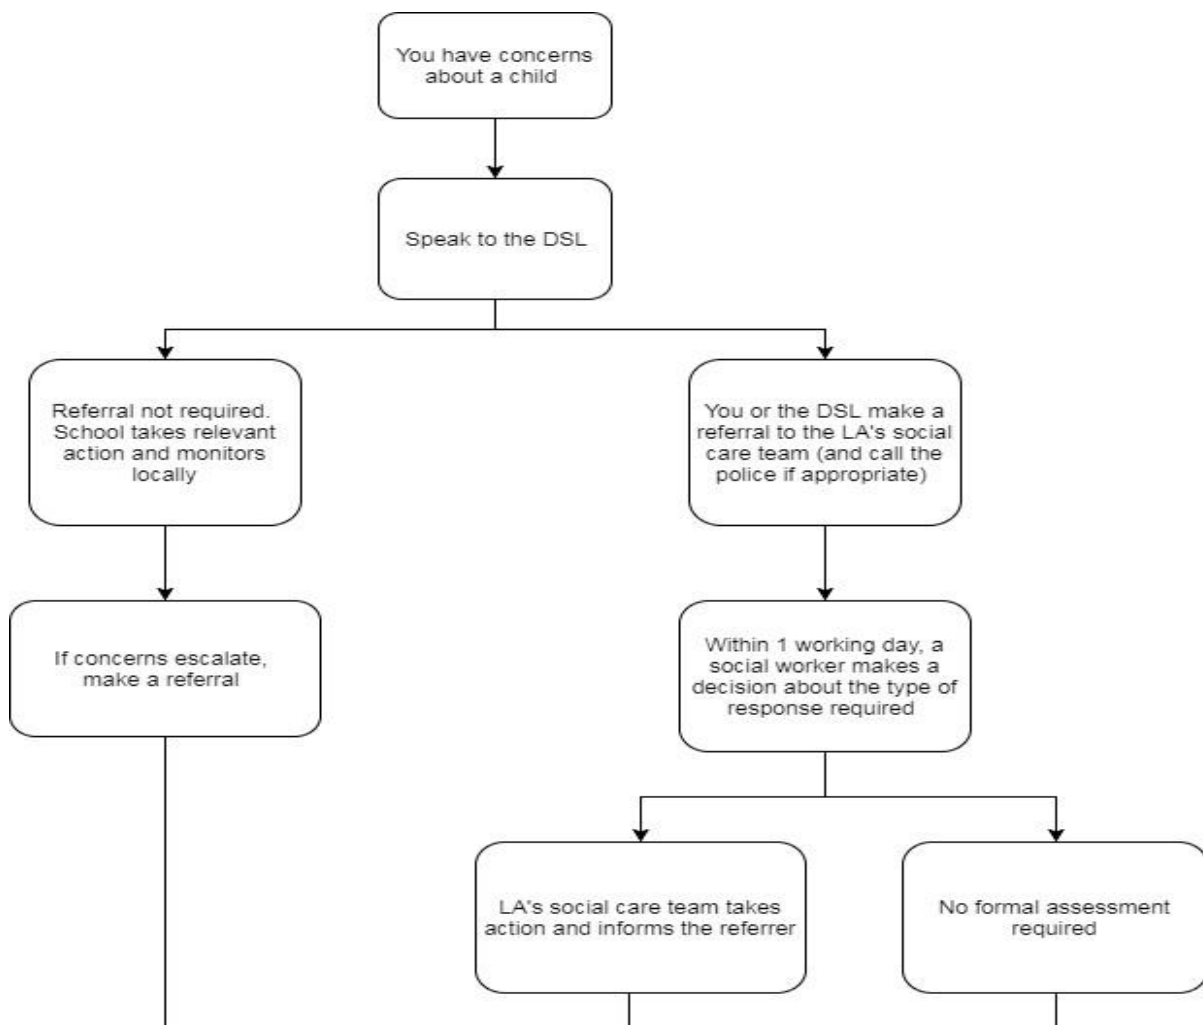 You have concerns
about a child
Speak to the DSL
Referral not required.
School takes relevant
action and monitors
locally
You or the DSL make a
referral to the LA's social
care team (and call the
police if appropriate)
If concerns escalate,
make a referral
Within 1 working day, a
social worker makes a
decision about the type of
response required
LA's social care team takes
action and informs the referrer
No formal assessment
required